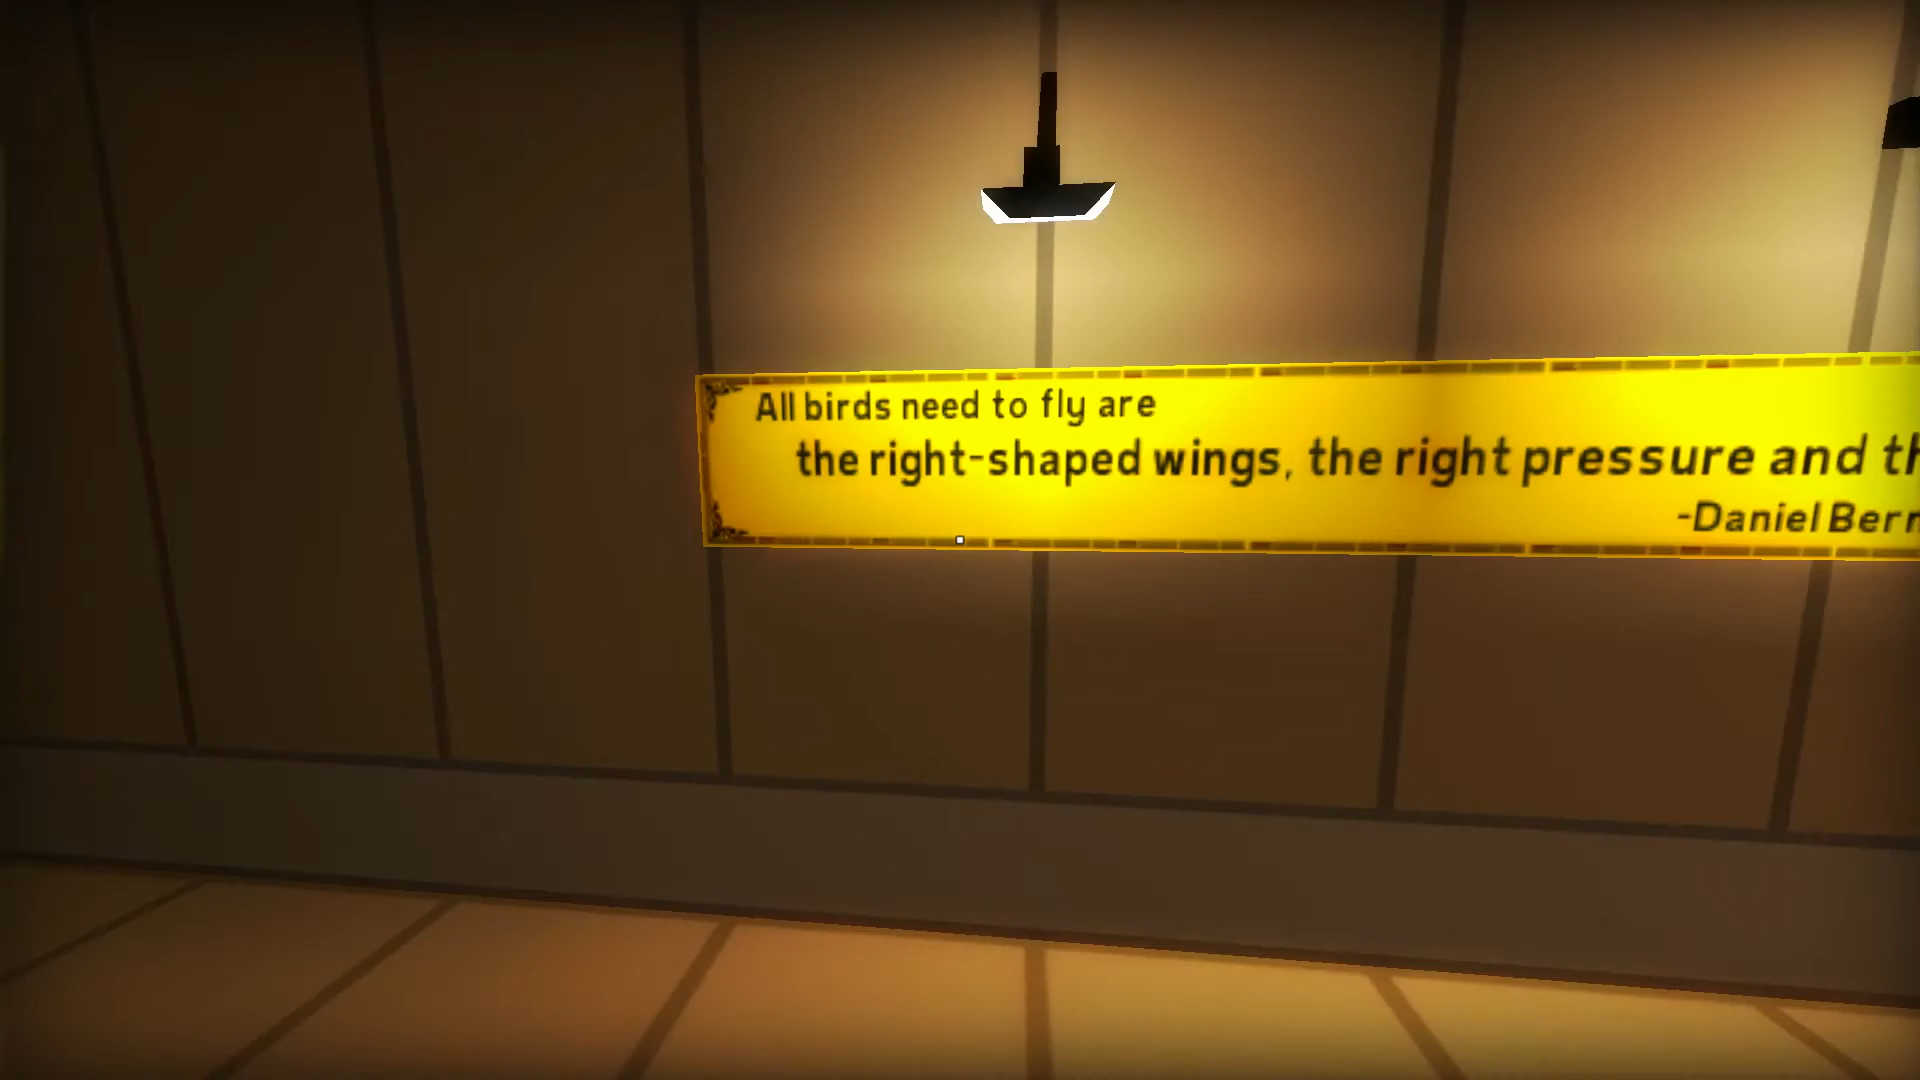 All birds need to fly are
the right-shaped wings, the right pressure and
-Daniel